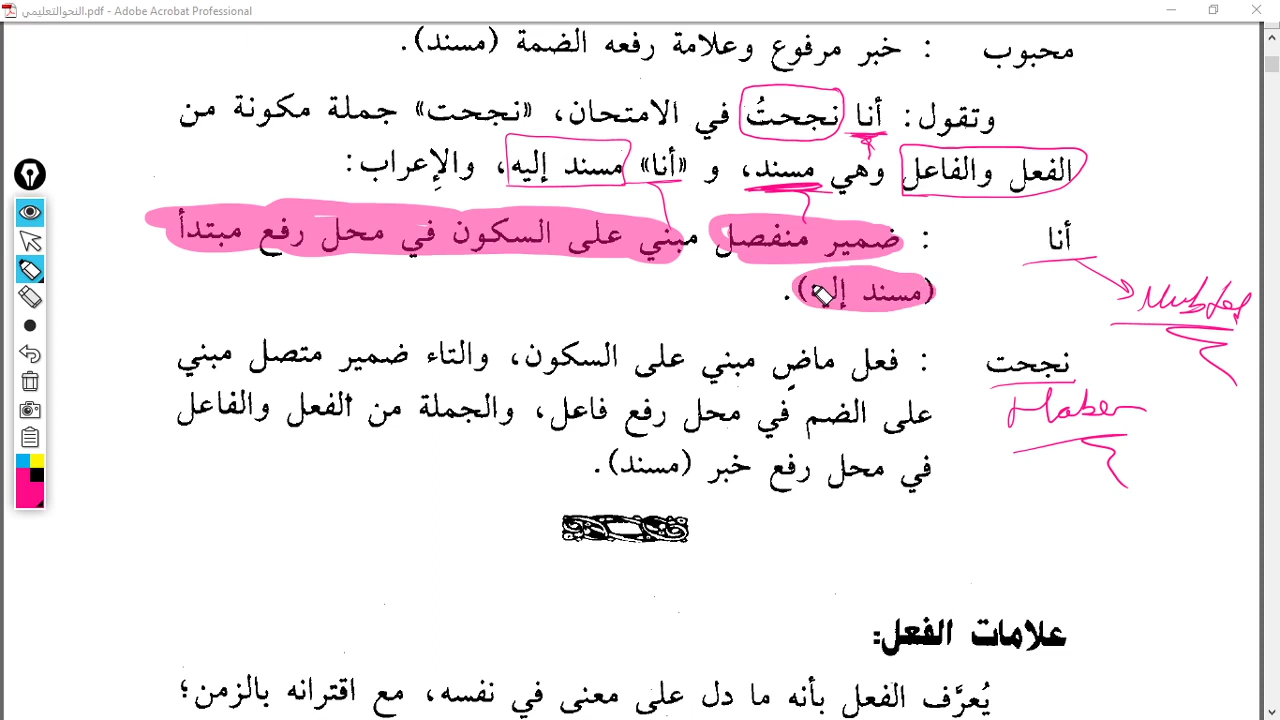 النحوالتعليمي.pdf - Adobe Acrobat Professional
محبوب : خبر مرفوع وعلامة رفعه الضمة (مسند).
وتقول: أنا نجحتُ في الامتحان، «نجحت» جملة مكونة من
الفعل والفاعل وهي مسند، و «أنا» مسند إليه، والإعراب:
أنا : ضمير منفصل مبني على السكون في محل رفع مبتدأ
(مسند إليه).
نجحت : فعل ماضٍ مبني على السكون، والتاء ضمير متصل مبني
على الضم في محل رفع فاعل، والجملة من الفعل والفاعل
في محل رفع خبر (مسند).
Haber
علامات الفعل:
يُعرَّف الفعل بأنه ما دل على معنى في نفسه، مع اقترانه بالزمن؛